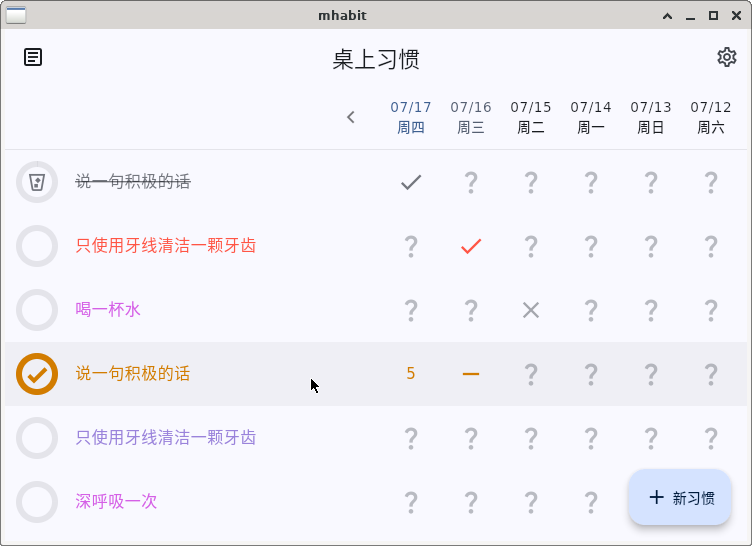 mhabit
桌上习惯
07/17 07/16 07/15 07/14 07/13 07/12
周四 周三 周二 周一 周日 周六
说一句积极的话 ? ? ? ? ?
只使用牙线清洁一颗牙齿 ? ? ? ? ?
喝一杯水 ? ? ? ? ?
说一句积极的话 5 ? ? ? ?
只使用牙线清洁一颗牙齿 ? ? ? ? ? ?
深呼吸一次 ? ? ? ?
+ 新习惯